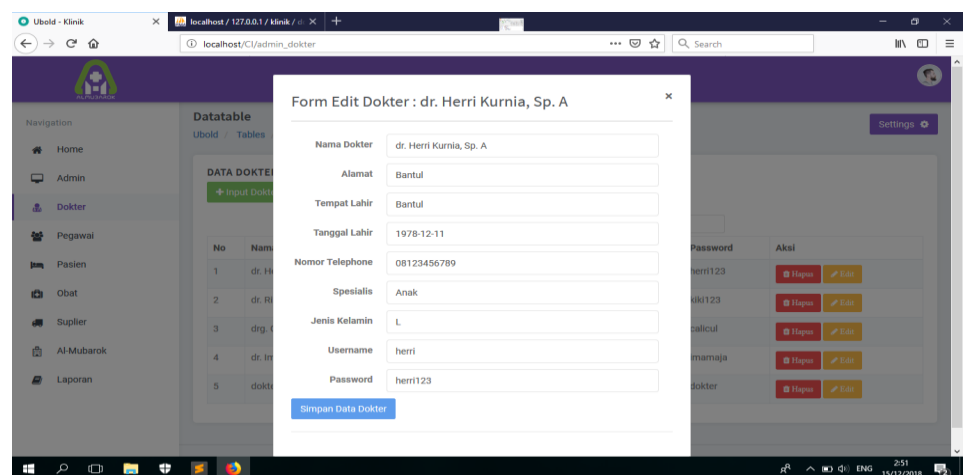 Ubold - Klinik
localhost / 127.0.0.1 / klinik / d
localhost/CI/admin_dokter
Search
Navigation
Home
Admin
Dokter
Pegawai
Pasien
Obat
Suplier
Al-Mubarok
Laporan
Datatable
Settings
Ubold / Tables
DATA DOKTE
+ Input Dokt
Form Edit Dokter : dr. Herri Kurnia, Sp. A
×
Nama Dokter dr. Herri Kurnia, Sp. A
Alamat Bantul
Tempat Lahir Bantul
Tanggal Lahir 1978-12-11
Nomor Telephone 08123456789
Spesialis Anak
Jenis Kelamin L
Username herri
Password herri123
Simpan Data Dokter
No Nam Password Aksi
1 dr. H herri123 Hapus Edit
2 dr. Ri kiki123 Hapus Edit
3 drg. calicul Hapus Edit
4 dr. Im imamaja Hapus Edit
5 dokte dokter Hapus Edit
ENG
2:51
15/12/2018